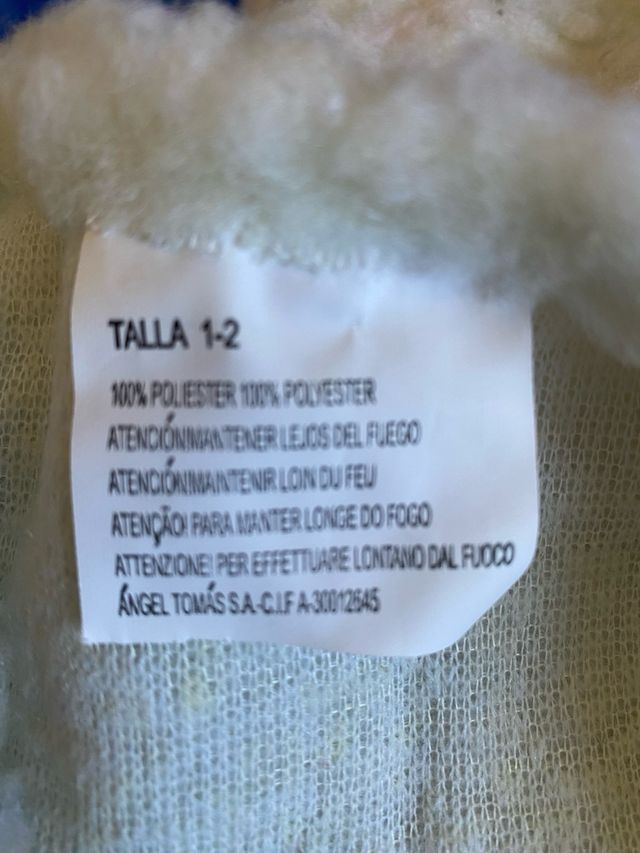 TALLA 1-2
100% POLIESTER 100% POLYESTER
ATENCIÓN!MANTENER LEJOS DEL FUEGO
ATENCIÓN!MANTENIR LOIN DU FEU
ATENÇÃO! PARA MANTER LONGE DO FOGO
ATTENZIONE! PER EFFETTUARE LONTANO DAL FUOCO
ÁNGEL TOMÁS S.A.-C.I.F A-30012645